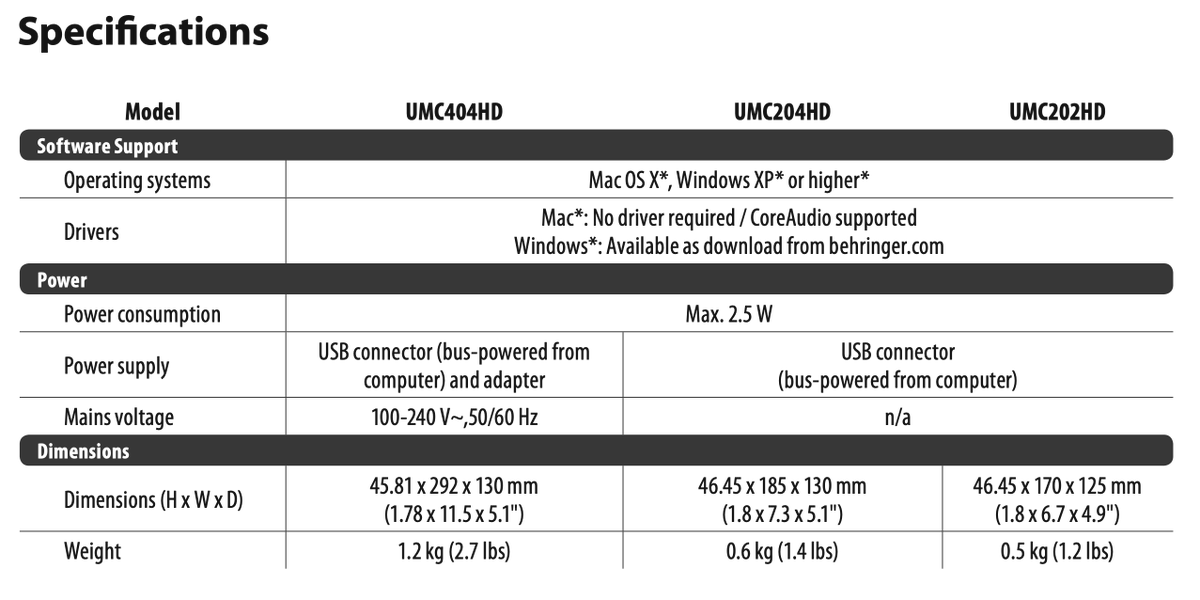 Specifications
Model UMC404HD UMC204HD UMC202HD
Software Support
Operating systems Mac OS X*, Windows XP* or higher*
Drivers Mac*: No driver required / CoreAudio supported
Windows*: Available as download from behringer.com
Power
Power consumption Max. 2.5 W
Power supply USB connector (bus-powered from computer) and adapter USB connector (bus-powered from computer)
Mains voltage 100-240 V~,50/60 Hz n/a
Dimensions
Dimensions (H x W x D) 45.81 x 292 x 130 mm (1.78 x 11.5 x 5.1") 46.45 x 185 x 130 mm (1.8 x 7.3 x 5.1") 46.45 x 170 x 125 mm (1.8 x 6.7 x 4.9")
Weight 1.2 kg (2.7 lbs) 0.6 kg (1.4 lbs) 0.5 kg (1.2 lbs)